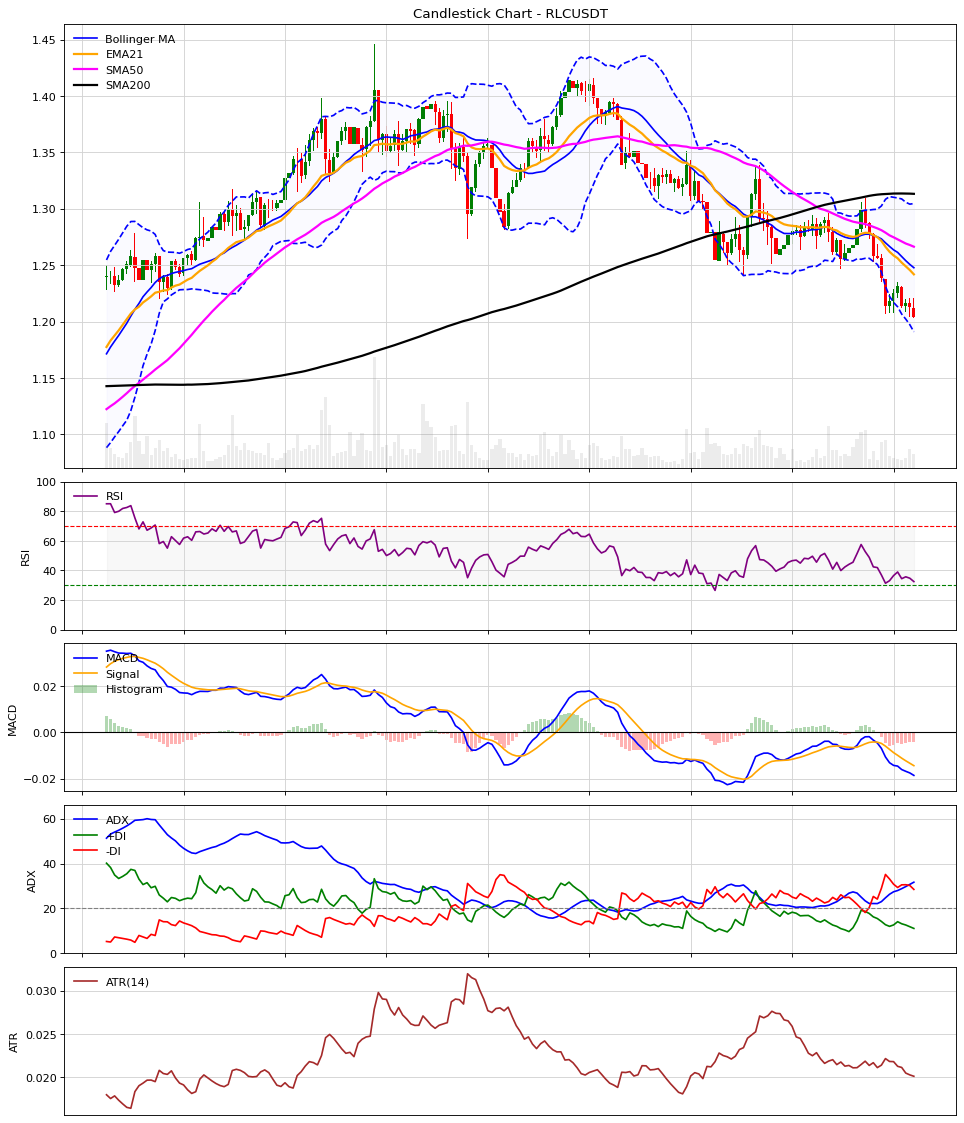 Candlestick Chart - RLCUSDT
1.45
1.40
1.35
1.30
1.25
1.20
1.15
1.10
Bollinger MA
EMA21
SMA50
SMA200
RSI
100
80
60
40
20
0
RSI
MACD
0.02
0.00
−0.02
MACD
Signal
Histogram
ADX
60
40
20
0
ADX
+DI
-DI
ATR
0.030
0.025
0.020
ATR(14)